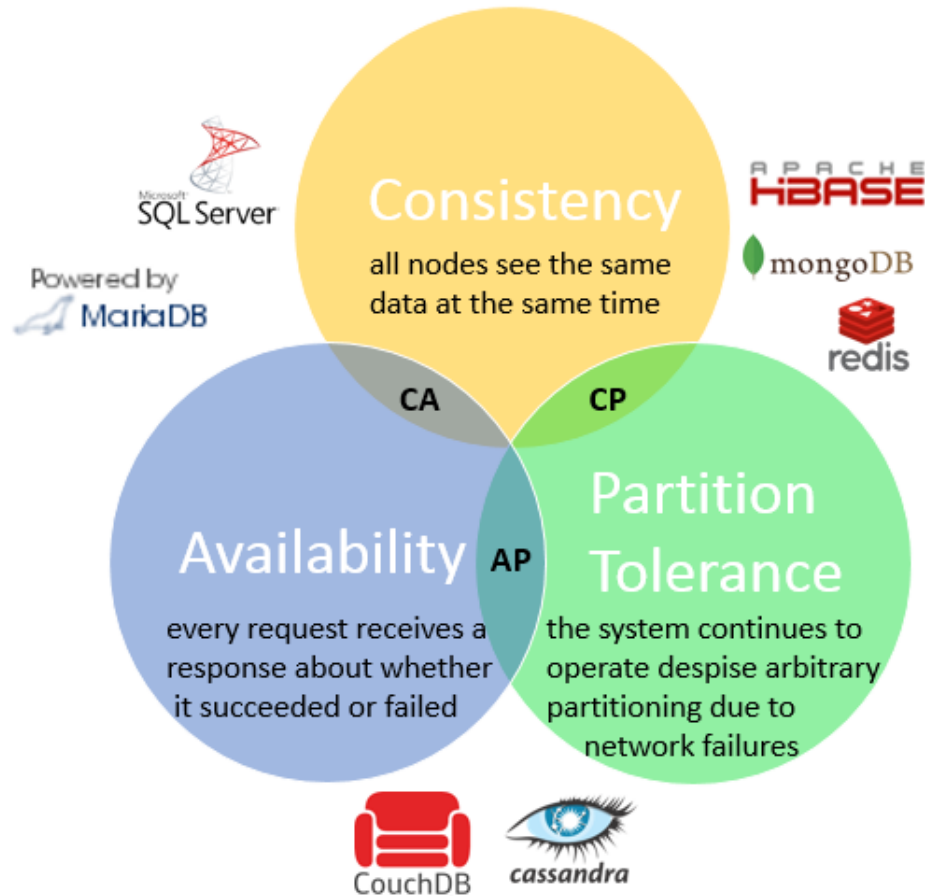 Microsoft*
SQL Server
Powered by
MariaDB
Consistency
all nodes see the same
data at the same time
APACHE
HBASE
mongoDB
redis
CA
CP
AP
Availability
every request receives a
response about whether
it succeeded or failed
Partition
Tolerance
the system continues to
operate despise arbitrary
partitioning due to
network failures
CouchDB
cassandra